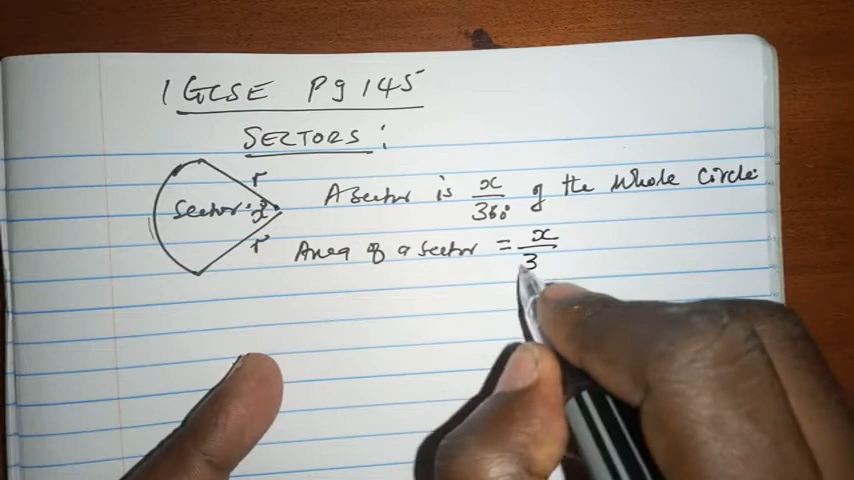 IGCSE Pg 145
SECTORS:
r
Sector. x
A Sector is x/360° of the whole Circle.
r
Area of a Sector = x/3